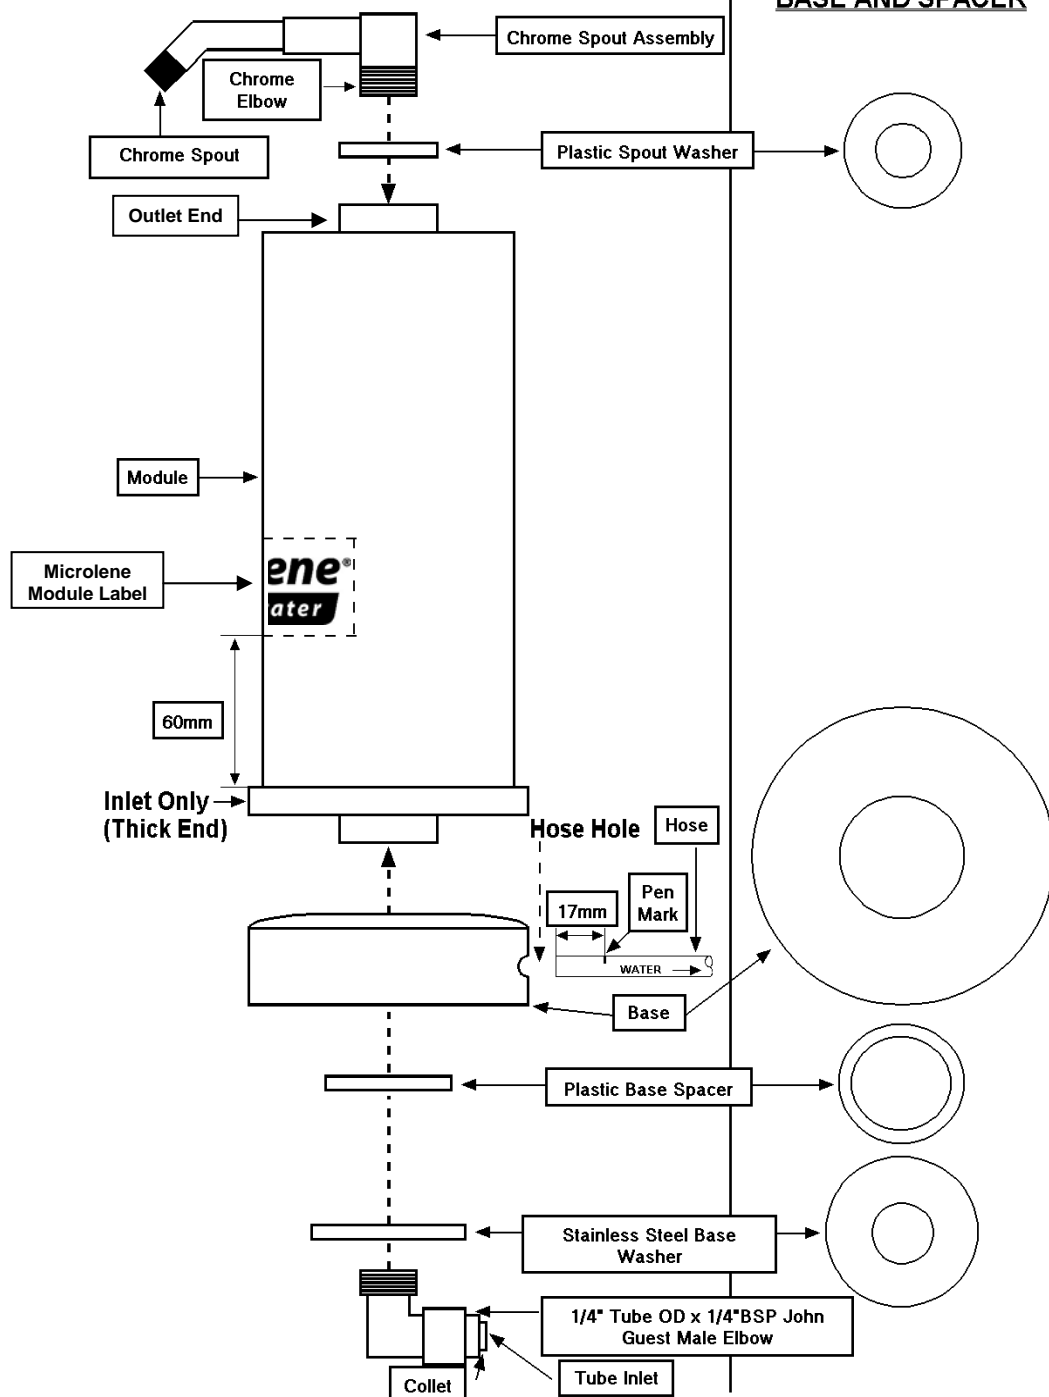 BASE AND SPACER
Chrome Spout Assembly
Chrome
Elbow
Chrome Spout
Plastic Spout Washer
Outlet End
Module
ene®
ater
Microlene
Module Label
60mm
Inlet Only
(Thick End)
Hose Hole
Hose
Pen
Mark
17mm
WATER
Base
Plastic Base Spacer
Stainless Steel Base
Washer
1/4" Tube OD x 1/4"BSP John
Guest Male Elbow
Tube Inlet
Collet